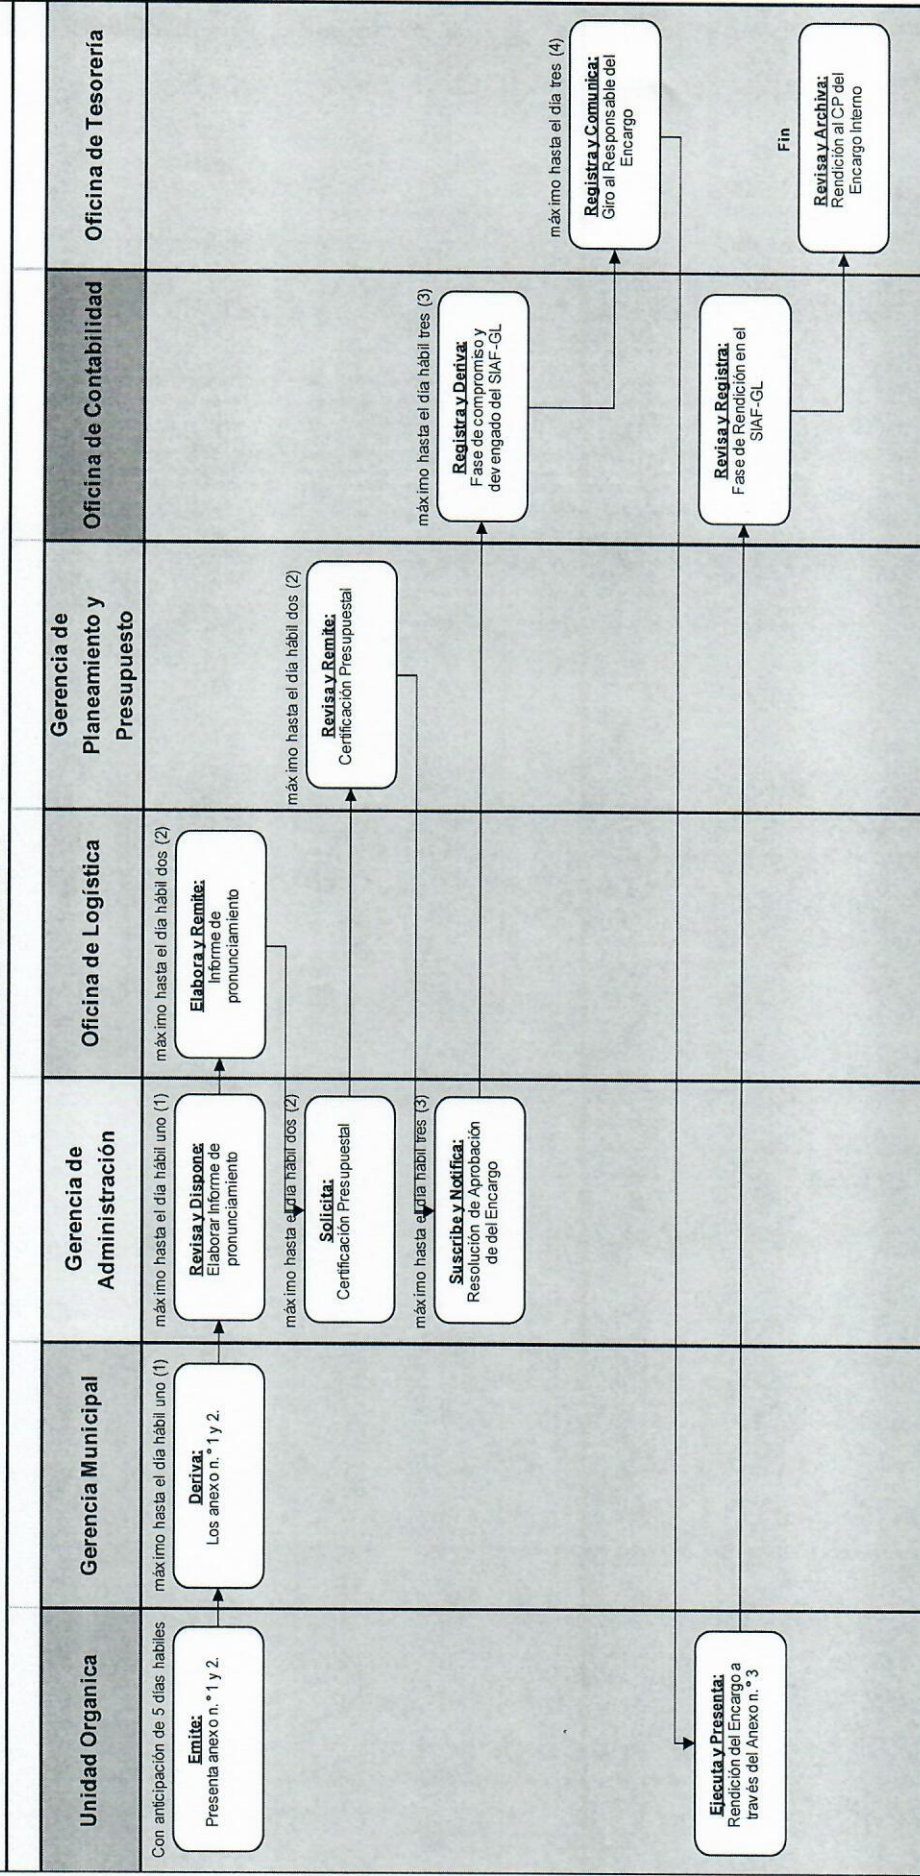 Unidad Organica
Gerencia Municipal
Gerencia de
Administración
Oficina de Logística
Gerencia de
Planeamiento y
Presupuesto
Oficina de Contabilidad
Oficina de Tesorería
Con anticipación de 5 días habiles
Emite:
Presenta anexo n.° 1 y 2.
máximo hasta el día hábil uno (1)
Deriva:
Los anexo n.° 1 y 2.
máximo hasta el día hábil uno (1)
Revisa y Dispone:
Elaborar Informe de
pronunciamiento
máximo hasta el día hábil dos (2)
Elabora y Remite:
Informe de
pronunciamiento
máximo hasta el día hábil dos (2)
Solicita:
Certificación Presupuestal
máximo hasta el día hábil dos (2)
Revisa y Remite:
Certificación Presupuestal
máximo hasta el día hábil tres (3)
Suscribe y Notifica:
Resolución de Aprobación
de del Encargo
máximo hasta el día hábil tres (3)
Registra y Deriva:
Fase de compromiso y
devengado del SIAF-GL
máximo hasta el día tres (4)
Registra y Comunica:
Giro al Responsable del
Encargo
Ejecuta y Presenta:
Rendición del Encargo a
través del Anexo n.° 3
Revisa y Registra:
Fase de Rendición en el
SIAF-GL
Fin
Revisa y Archiva:
Rendición al CP del
Encargo Interno